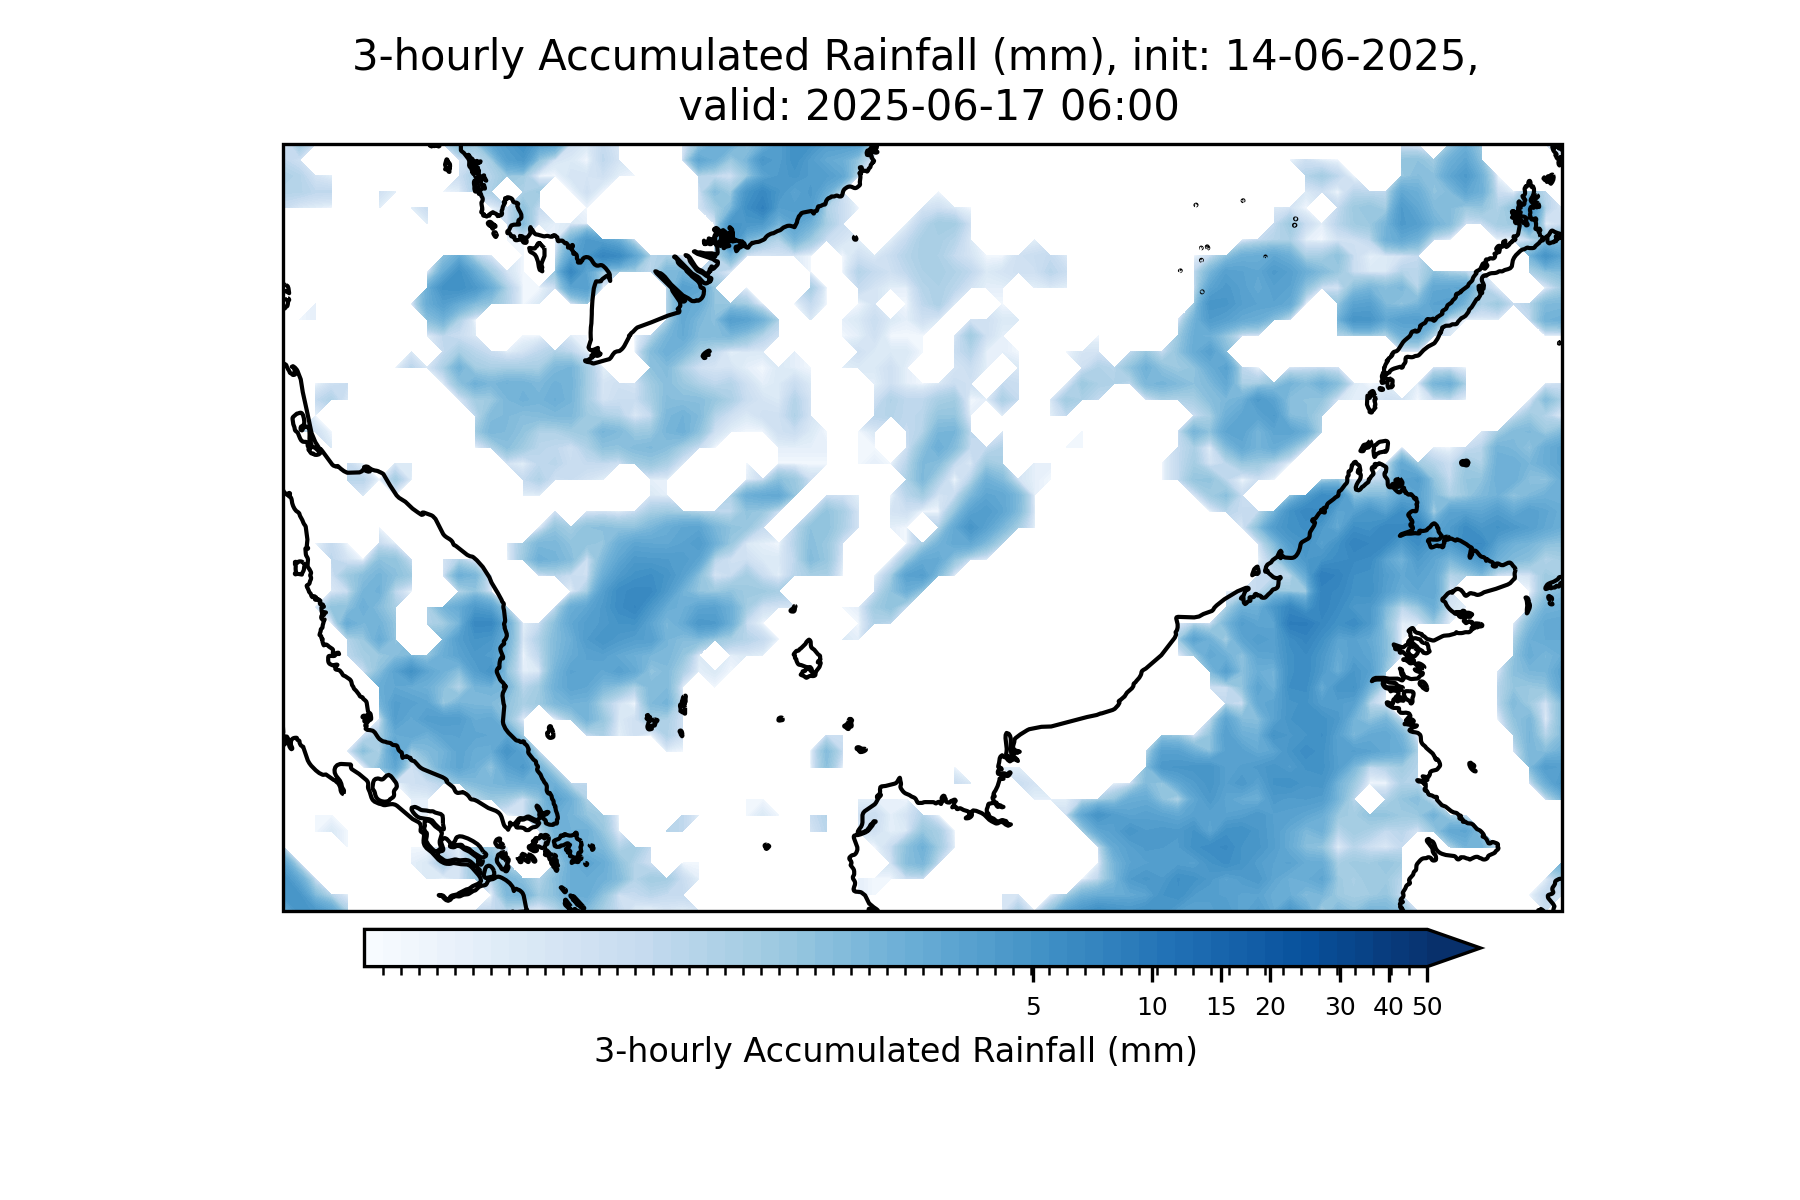 3-hourly Accumulated Rainfall (mm), init: 14-06-2025,
valid: 2025-06-17 06:00
5 10 15 20 30 40 50
3-hourly Accumulated Rainfall (mm)